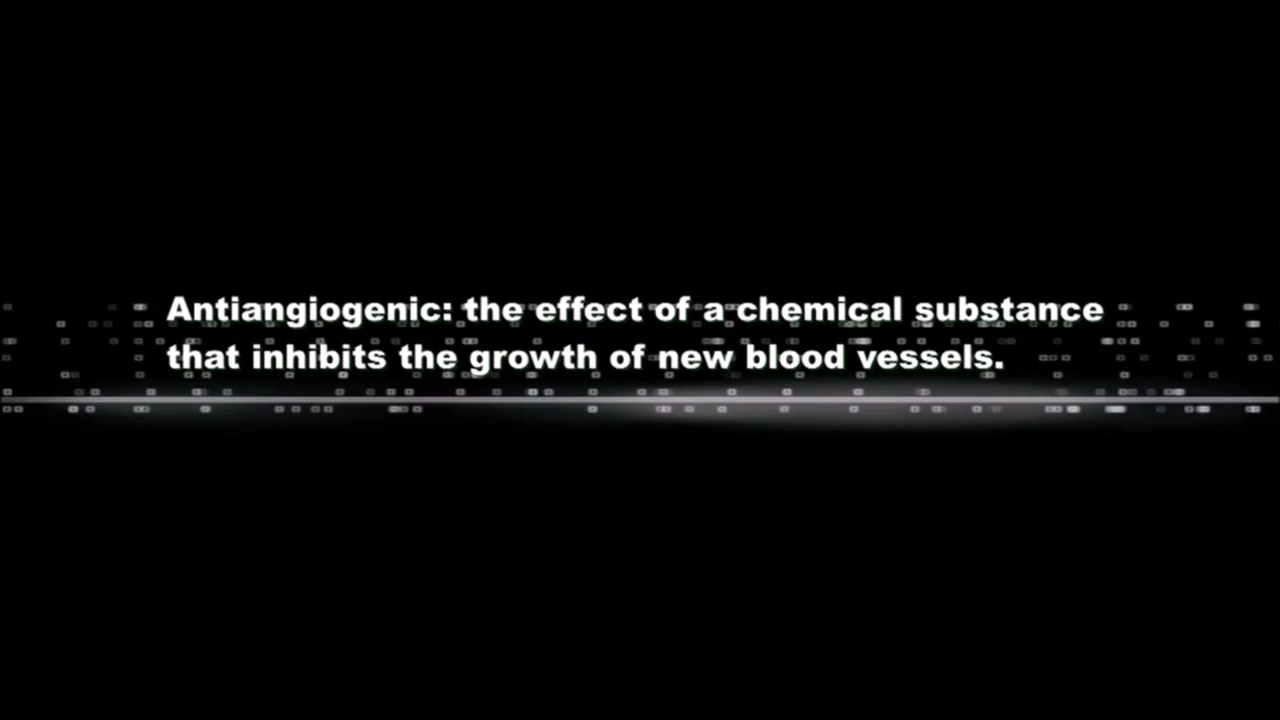 Antiangiogenic: the effect of a chemical substance
that inhibits the growth of new blood vessels.